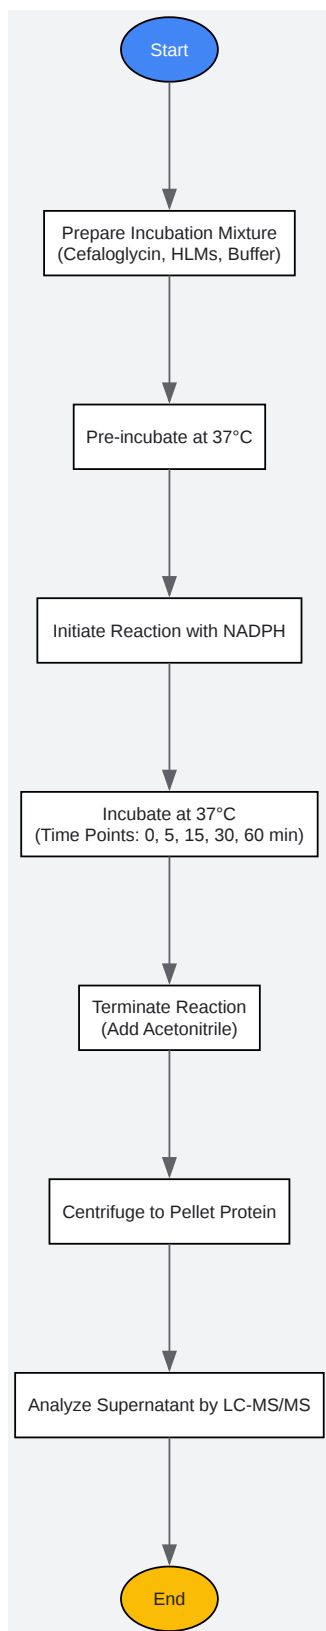 Start
Prepare Incubation Mixture
(Cefaloglycin, HLMs, Buffer)
Pre-incubate at 37°C
Initiate Reaction with NADPH
Incubate at 37°C
(Time Points: 0, 5, 15, 30, 60 min)
Terminate Reaction
(Add Acetonitrile)
Centrifuge to Pellet Protein
Analyze Supernatant by LC-MS/MS
End